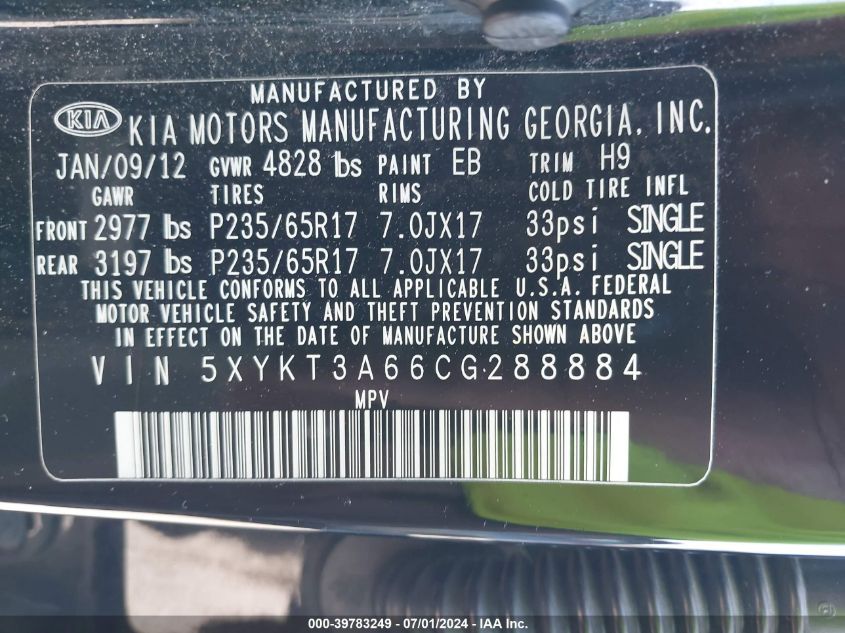 MANUFACTURED BY
KIA KIA MOTORS MANUFACTURING GEORGIA, INC.
JAN/09/12 GVWR 4828 lbs PAINT EB TRIM H9
GAWR TIRES RIMS COLD TIRE INFL
FRONT 2977 lbs P235/65R17 7.0JX17 33psi SINGLE
REAR 3197 lbs P235/65R17 7.0JX17 33psi SINGLE
THIS VEHICLE CONFORMS TO ALL APPLICABLE U.S.A. FEDERAL
MOTOR VEHICLE SAFETY AND THEFT PREVENTION STANDARDS
IN EFFECT ON THE DATE OF MANUFACTURE SHOWN ABOVE
VIN 5XYKT3A66CG288884
MPV
000-39783249 - 07/01/2024 - IAA Inc.